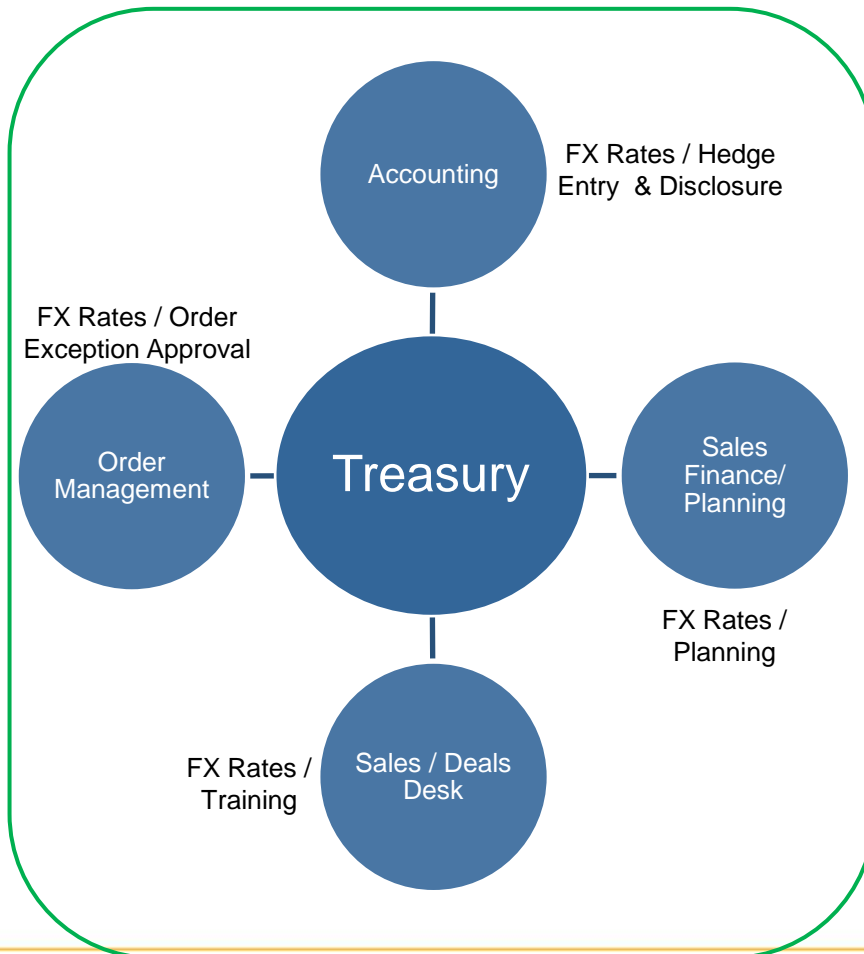 Accounting
FX Rates / Hedge
Entry & Disclosure
FX Rates / Order
Exception Approval
Order
Management
Treasury
Sales
Finance/
Planning
FX Rates /
Planning
FX Rates /
Training
Sales / Deals
Desk